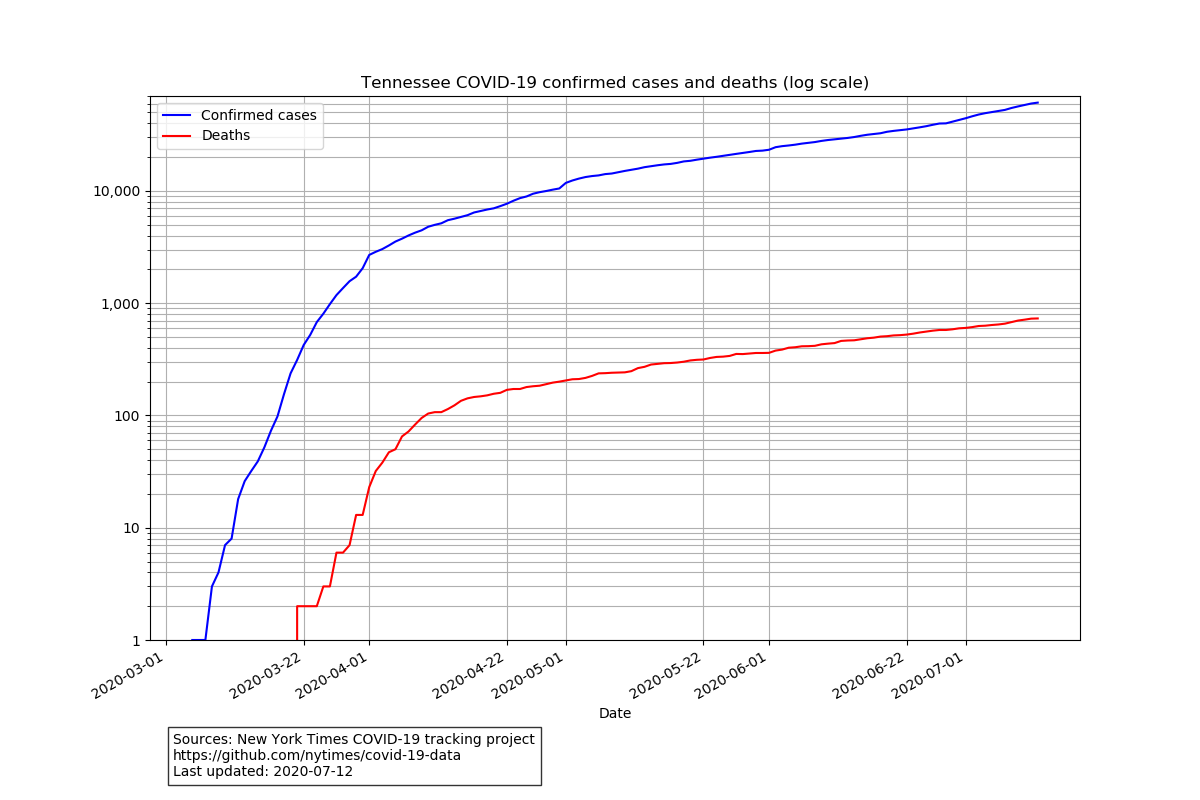 Tennessee COVID-19 confirmed cases and deaths (log scale)
Confirmed cases
Deaths
10,000
1,000
100
10
1
2020-03-01
2020-03-22
2020-04-01
2020-04-22
2020-05-01
2020-05-22
2020-06-01
2020-06-22
2020-07-01
Date
Sources: New York Times COVID-19 tracking project
https://github.com/nytimes/covid-19-data
Last updated: 2020-07-12